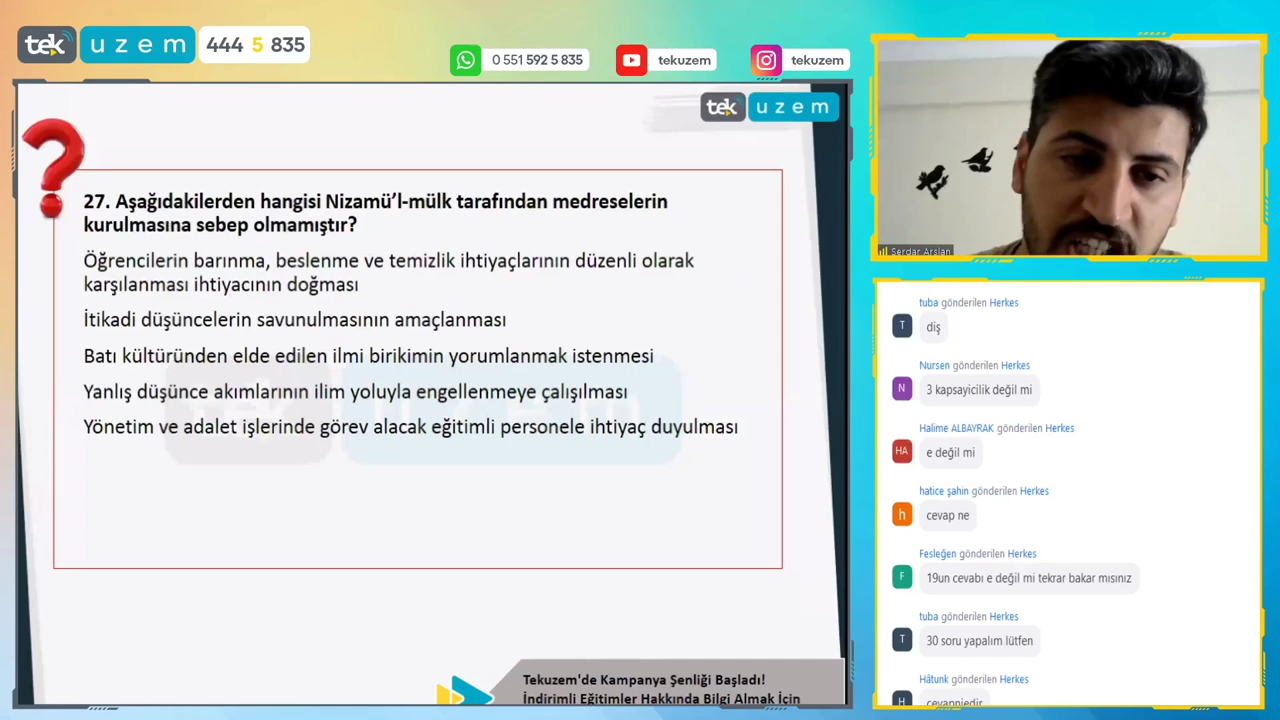 tek uzem 444 5 835
0 551 592 5 835
tekuzem
tekuzem
tek uzem
27. Aşağıdakilerden hangisi Nizamü’l-mülk tarafından medreselerin
kurulmasına sebep olmamıştır?
Öğrencilerin barınma, beslenme ve temizlik ihtiyaçlarının düzenli olarak
karşılanması ihtiyacının doğması
İtikadi düşüncelerin savunulmasının amaçlanması
Batı kültüründen elde edilen ilmi birikimin yorumlanmak istenmesi
Yanlış düşünce akımlarının ilim yoluyla engellenmeye çalışılması
Yönetim ve adalet işlerinde görev alacak eğitimli personele ihtiyaç duyulması
Tekuzem'de Kampanya Şenliği Başladı!
İndirimli Eğitimler Hakkında Bilgi Almak İçin
Serdar Arslan
tuba gönderilen Herkes
T
diş
Nursen gönderilen Herkes
N
3 kapsayicilik değil mi
Halime ALBAYRAK gönderilen Herkes
HA
e değil mi
hatice şahin gönderilen Herkes
h
cevap ne
Fesleğen gönderilen Herkes
F
19un cevabı e değil mi tekrar bakar mısınız
tuba gönderilen Herkes
T
30 soru yapalım lütfen
Hâtunk gönderilen Herkes
H